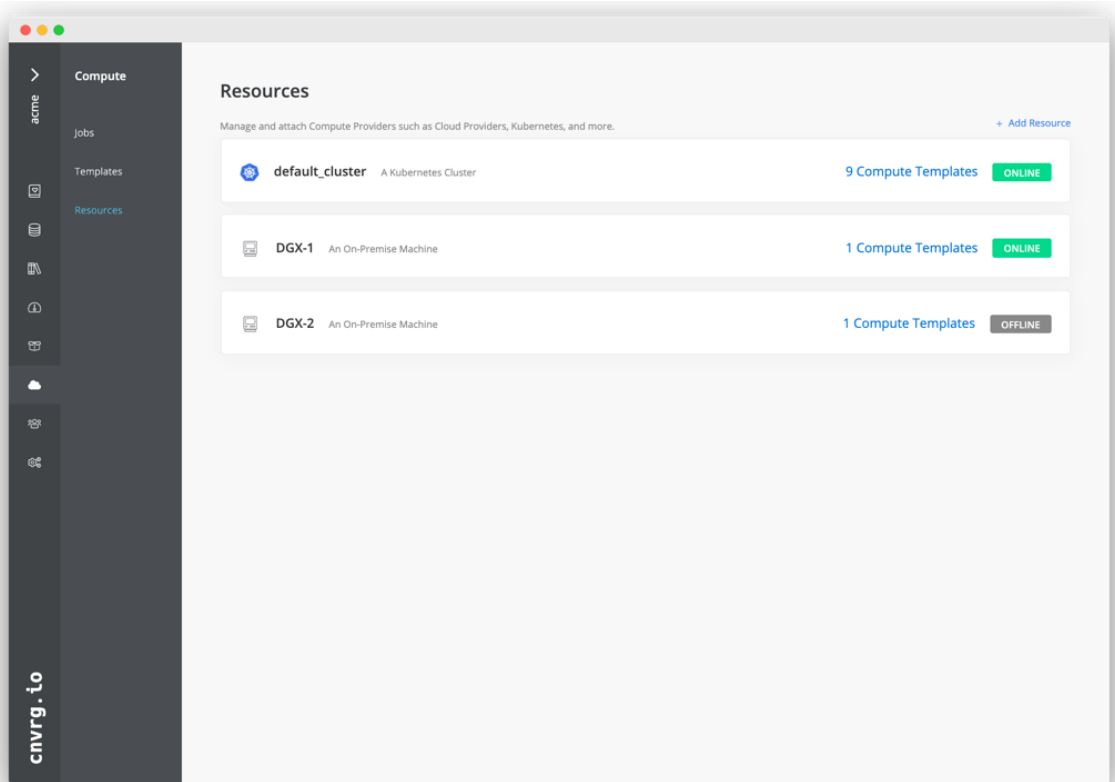 acme
cnvrg.io
Compute
Jobs
Templates
Resources
Resources
Manage and attach Compute Providers such as Cloud Providers, Kubernetes, and more.
+ Add Resource
default_cluster A Kubernetes Cluster 9 Compute Templates ONLINE
DGX-1 An On-Premise Machine 1 Compute Templates ONLINE
DGX-2 An On-Premise Machine 1 Compute Templates OFFLINE